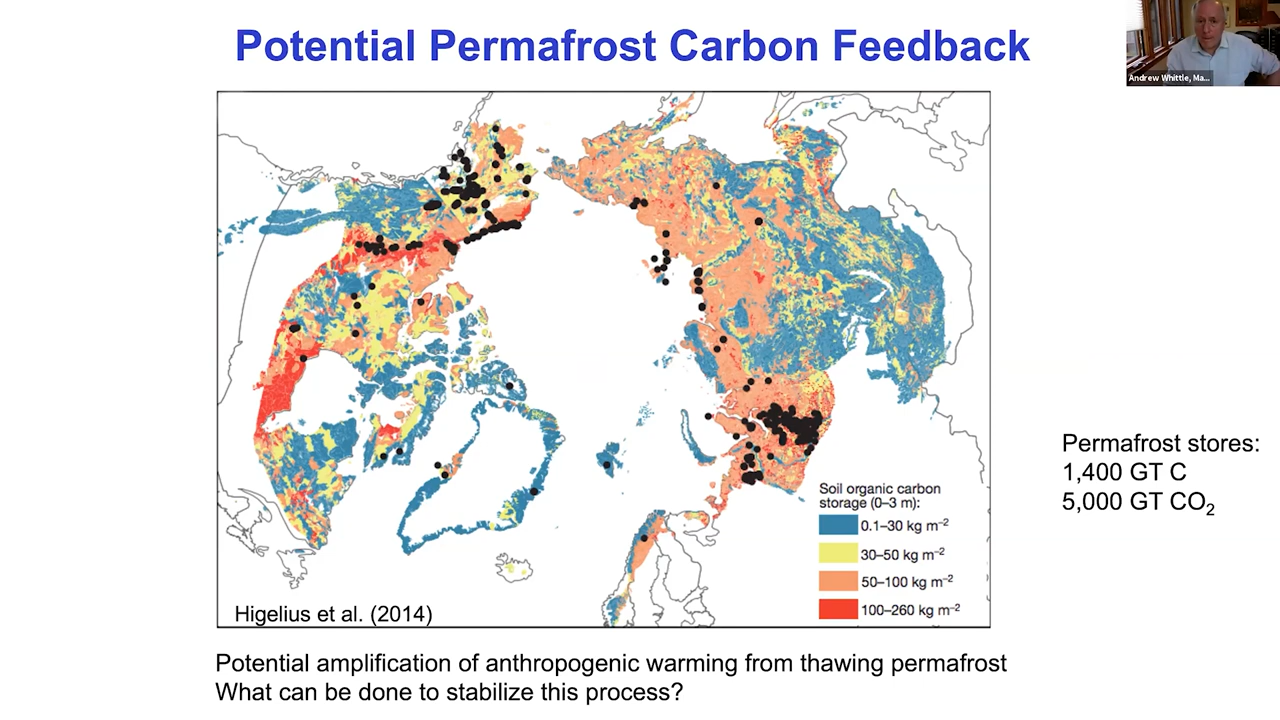 Potential Permafrost Carbon Feedback
Andrew Whittle, Ma...
Permafrost stores:
1,400 GT C
5,000 GT CO₂
Soil organic carbon
storage (0–3 m):
0.1–30 kg m⁻²
30–50 kg m⁻²
50–100 kg m⁻²
100–260 kg m⁻²
Higelius et al. (2014)
Potential amplification of anthropogenic warming from thawing permafrost
What can be done to stabilize this process?